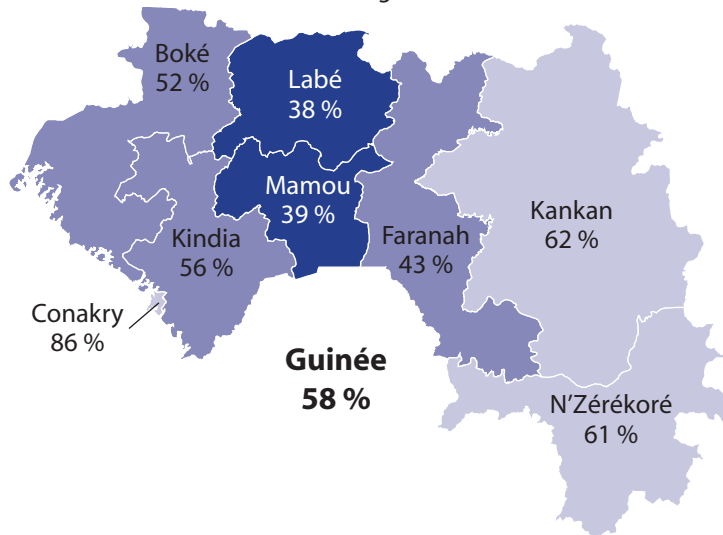 Boké
52 %
Labé
38 %
Mamou
39 %
Kindia
56 %
Faranah
43 %
Kankan
62 %
Conakry
86 %
Guinée
58 %
N’Zérékoré
61 %